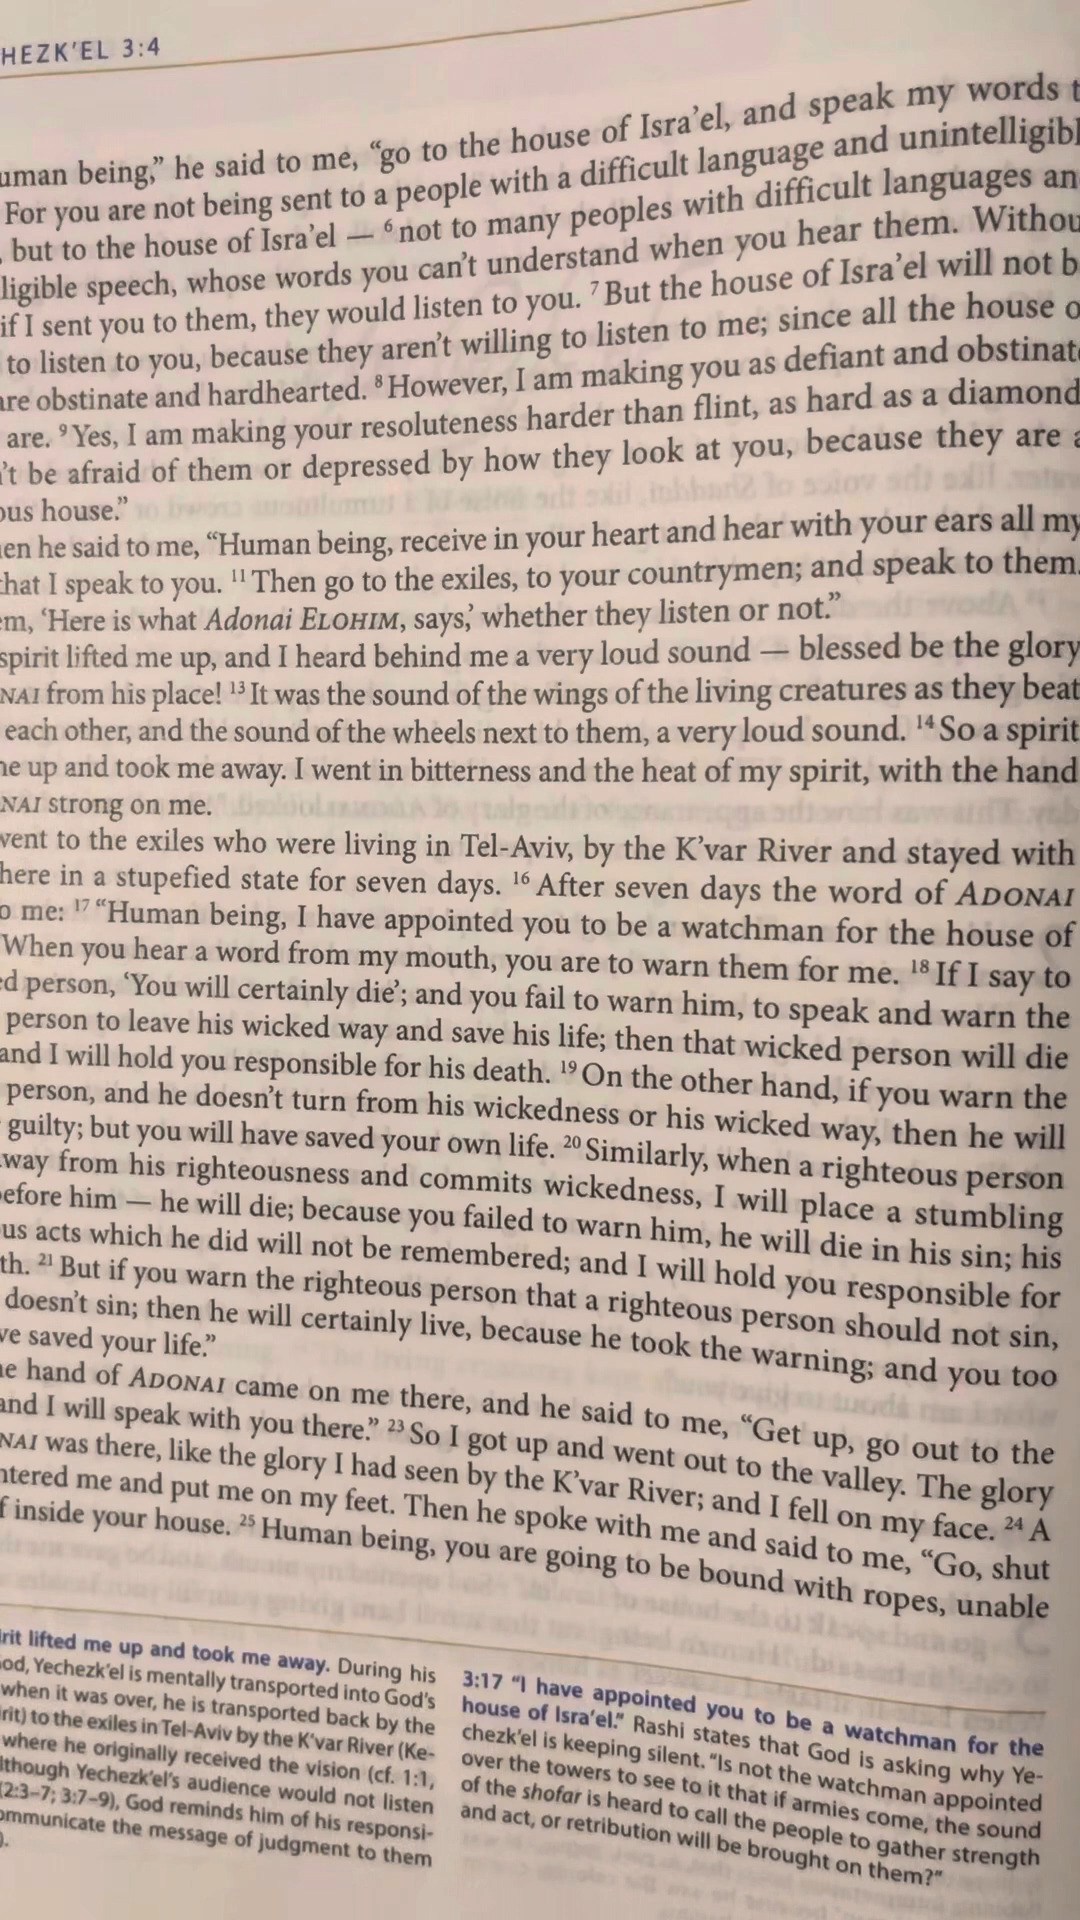 HEZK'EL 3:4
uman being,” he said to me, “go to the house of Isra’el, and speak my words t
For you are not being sent to a people with a difficult language and unintelligibl
, but to the house of Isra’el — ⁶not to many peoples with difficult languages an
ligible speech, whose words you can’t understand when you hear them. Withou
if I sent you to them, they would listen to you. ⁷But the house of Isra’el will not b
to listen to you, because they aren’t willing to listen to me; since all the house o
are obstinate and hardhearted. ⁸However, I am making you as defiant and obstinate
are. ⁹Yes, I am making your resoluteness harder than flint, as hard as a diamond
’t be afraid of them or depressed by how they look at you, because they are a
ous house.”
en he said to me, “Human being, receive in your heart and hear with your ears all my
that I speak to you. ¹¹Then go to the exiles, to your countrymen; and speak to them.
em, ‘Here is what Adonai ELOHIM, says,’ whether they listen or not.”
spirit lifted me up, and I heard behind me a very loud sound — blessed be the glory
NAI from his place! ¹³It was the sound of the wings of the living creatures as they beat
each other, and the sound of the wheels next to them, a very loud sound. ¹⁴So a spirit
ne up and took me away. I went in bitterness and the heat of my spirit, with the hand
NAI strong on me.
went to the exiles who were living in Tel-Aviv, by the K’var River and stayed with
here in a stupefied state for seven days. ¹⁶After seven days the word of ADONAI
o me: ¹⁷“Human being, I have appointed you to be a watchman for the house of
When you hear a word from my mouth, you are to warn them for me. ¹⁸If I say to
ed person, ‘You will certainly die’; and you fail to warn him, to speak and warn the
person to leave his wicked way and save his life; then that wicked person will die
and I will hold you responsible for his death. ¹⁹On the other hand, if you warn the
person, and he doesn’t turn from his wickedness or his wicked way, then he will
guilty; but you will have saved your own life. ²⁰Similarly, when a righteous person
way from his righteousness and commits wickedness, I will place a stumbling
efore him — he will die; because you failed to warn him, he will die in his sin; his
us acts which he did will not be remembered; and I will hold you responsible for
th. ²¹But if you warn the righteous person that a righteous person should not sin,
doesn’t sin; then he will certainly live, because he took the warning; and you too
ve saved your life.”
ne hand of ADONAI came on me there, and he said to me, “Get up, go out to the
and I will speak with you there.” ²³So I got up and went out to the valley. The glory
NAI was there, like the glory I had seen by the K’var River; and I fell on my face. ²⁴A
ntered me and put me on my feet. Then he spoke with me and said to me, “Go, shut
f inside your house. ²⁵Human being, you are going to be bound with ropes, unable
irit lifted me up and took me away. During his
od, Yechezk’el is mentally transported into God’s
when it was over, he is transported back by the
irit) to the exiles in Tel-Aviv by the K’var River (Ke-
where he originally received the vision (cf. 1:1,
lthough Yechezk’el’s audience would not listen
(2:3–7; 3:7–9), God reminds him of his responsi-
ommunicate the message of judgment to them
).
3:17 “I have appointed you to be a watchman for the
house of Isra’el.” Rashi states that God is asking why Ye-
chezk’el is keeping silent. “Is not the watchman appointed
over the towers to see to it that if armies come, the sound
of the shofar is heard to call the people to gather strength
and act, or retribution will be brought on them?”